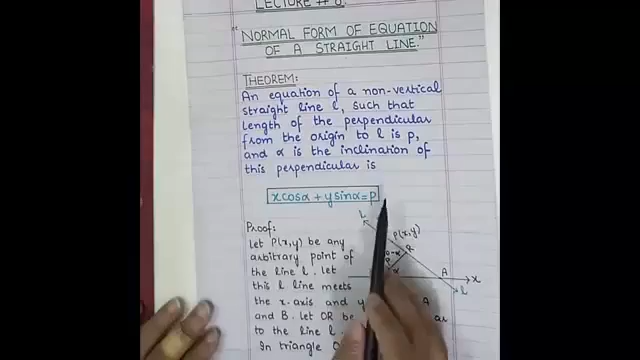 LECTURE # 8.
"NORMAL FORM OF EQUATION
OF A STRAIGHT LINE."
THEOREM:
An equation of a non-vertical
straight line l, such that
length of the perpendicular
from the origin to l is p,
and α is the inclination of
this perpendicular is
xcosα + ysinα = p
Proof:
Let P(x,y) be any
arbitrary point of
the line l. Let
this l line meets
the x-axis and y
and B. Let OR be
to the line l.
In triangle
l
P(x,y)
R
P
A
x
l
A
as